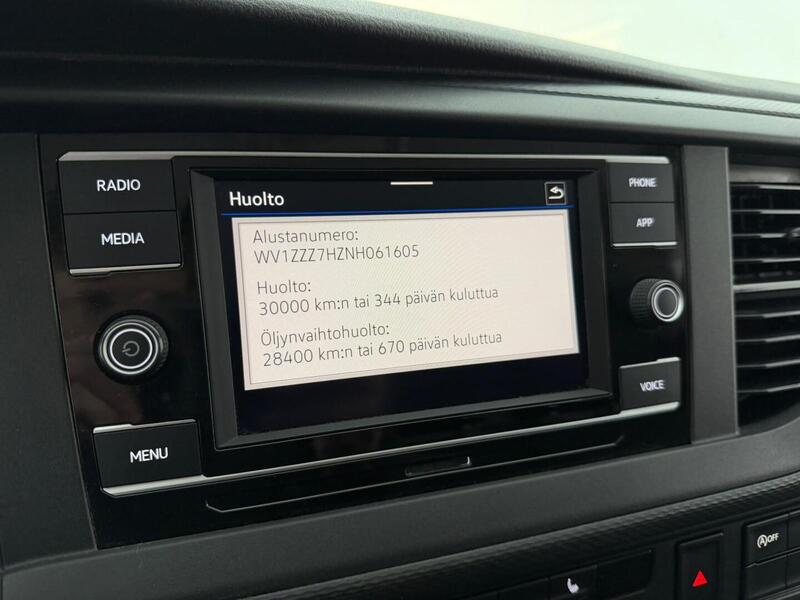 RADIO
MEDIA
MENU
Huolto
Alustanumero:
WV1ZZZ7HZNH061605
Huolto:
30000 km:n tai 344 päivän kuluttua
Öljynvaihtohuolto:
28400 km:n tai 670 päivän kuluttua
PHONE
APP
VOICE
A OFF